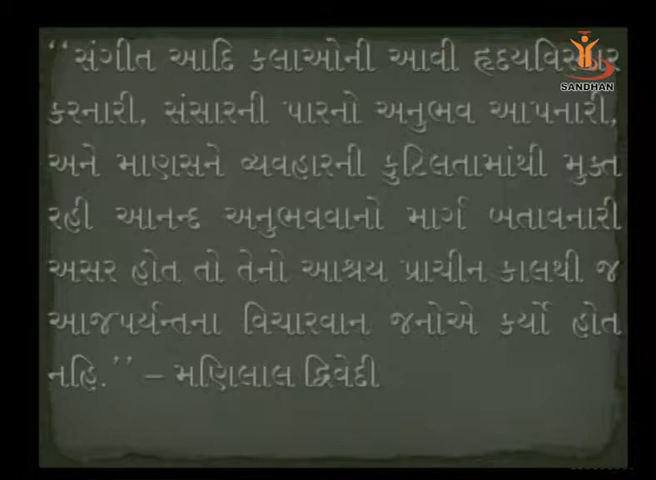 ‘‘સંગીત આદિ કલાઓની આવી હૃદયવિસ્તાર
કરનારી, સંસારની પારનો અનુભવ આપનારી,
અને માણસને વ્યવહારની કુટિલતામાંથી મુક્ત
રહી આનન્દ અનુભવવાનો માર્ગ બતાવનારી
અસર હોત તો તેનો આશ્રય પ્રાચીન કાલથી જ
આજપર્યન્તના વિચારવાન જનોએ કર્યો હોત
નહિ.’’ – મણિલાલ દ્વિવેદી
SANDHAN